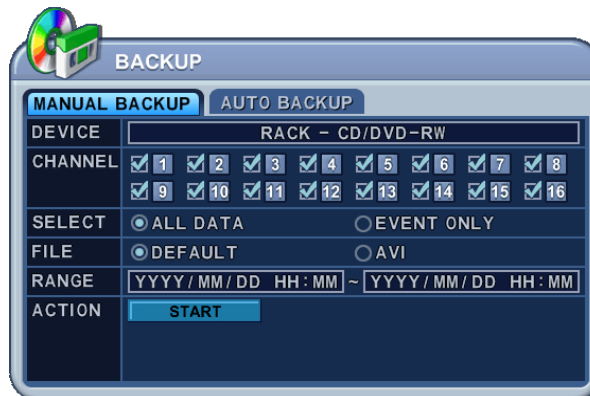 BACKUP
MANUAL BACKUP AUTO BACKUP
DEVICE RACK - CD/DVD-RW
CHANNEL 1 2 3 4 5 6 7 8
9 10 11 12 13 14 15 16
SELECT ALL DATA EVENT ONLY
FILE DEFAULT AVI
RANGE YYYY/MM/DD HH:MM ~ YYYY/MM/DD HH:MM
ACTION START